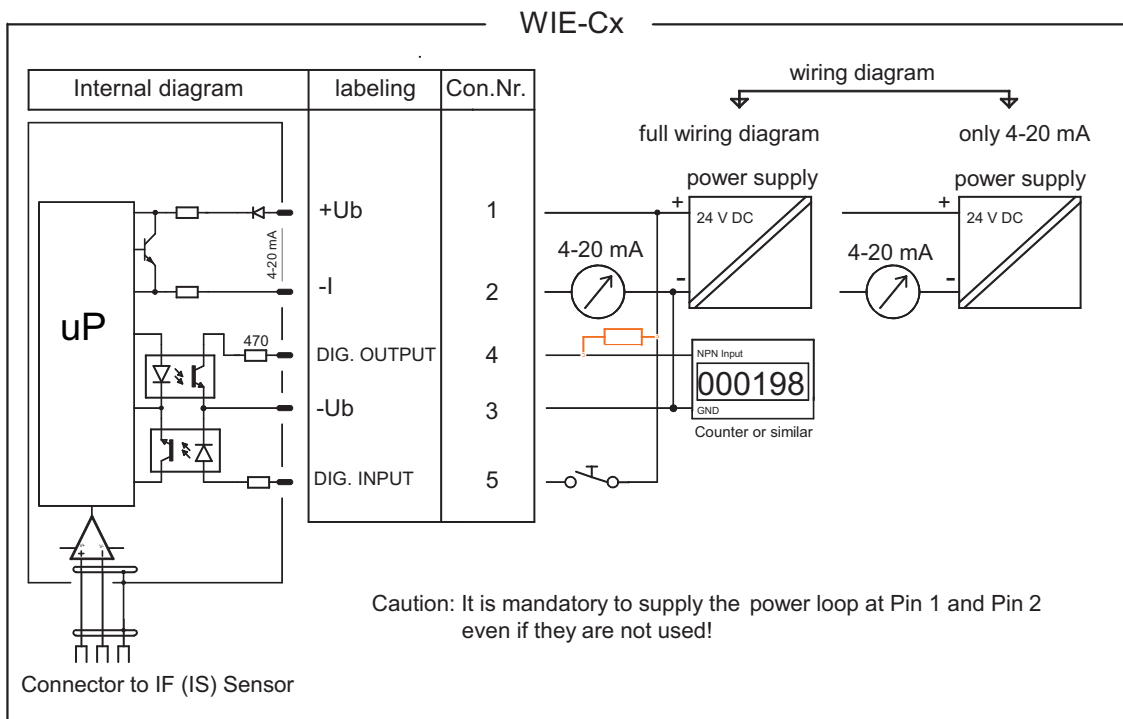 WIE-Cx
Internal diagram labeling Con.Nr.
wiring diagram
full wiring diagram only 4-20 mA
power supply power supply
+Ub 1 + 24 V DC + 24 V DC
4-20 mA
4-20 mA 4-20 mA
-I 2 - -
uP
470 DIG. OUTPUT 4 NPN Input
000198
-Ub 3 GND
Counter or similar
DIG. INPUT 5
+ -
Caution: It is mandatory to supply the power loop at Pin 1 and Pin 2
even if they are not used!
Connector to IF (IS) Sensor